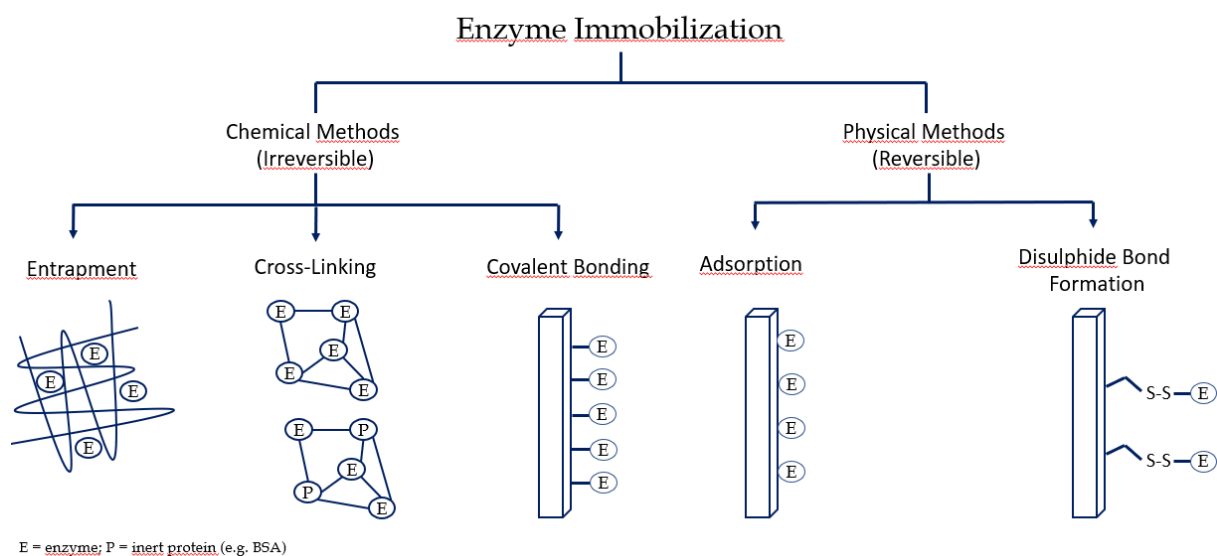 Enzyme Immobilization
Chemical Methods
(Irreversible)
Physical Methods
(Reversible)
Entrapment
Cross-Linking
Covalent Bonding
Adsorption
Disulphide Bond
Formation
E
E
E
E
E
E
E
E
E
E
P
E
P
E
E
E
E
E
E
E
E
E
E
S-S
E
S-S
E
E = enzyme; P = inert protein (e.g. BSA)